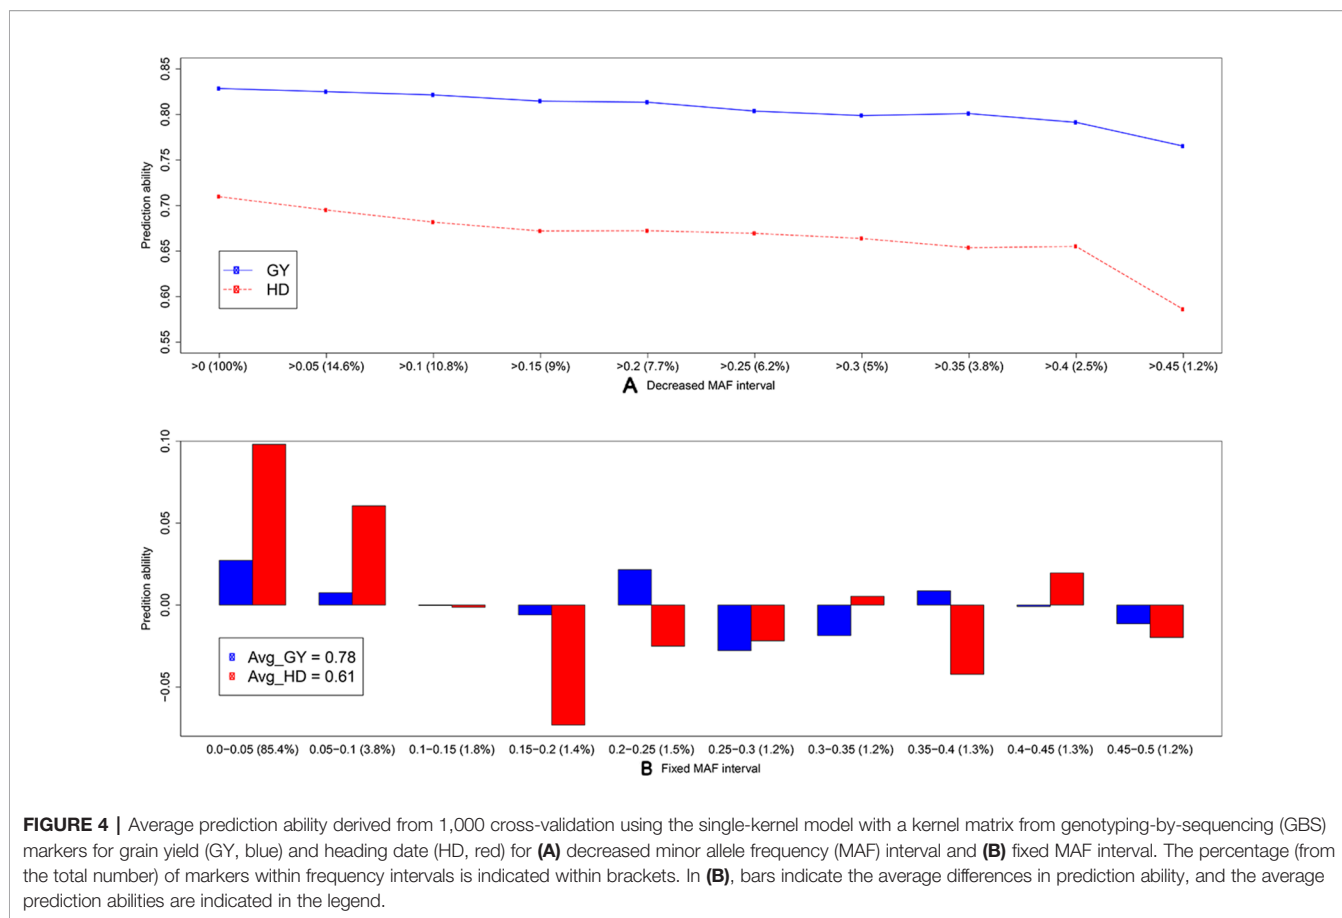 0.85
0.80
0.75
0.70
0.65
0.60
0.55
Prediction ability
GY
HD
>0 (100%) >0.05 (14.6%) >0.1 (10.8%) >0.15 (9%) >0.2 (7.7%) >0.25 (6.2%) >0.3 (5%) >0.35 (3.8%) >0.4 (2.5%) >0.45 (1.2%)
A Decreased MAF interval
0.10
0.05
0.00
−0.05
Predition ablility
Avg_GY = 0.78
Avg_HD = 0.61
0.0−0.05 (85.4%) 0.05−0.1 (3.8%) 0.1−0.15 (1.8%) 0.15−0.2 (1.4%) 0.2−0.25 (1.5%) 0.25−0.3 (1.2%) 0.3−0.35 (1.2%) 0.35−0.4 (1.3%) 0.4−0.45 (1.3%) 0.45−0.5 (1.2%)
B Fixed MAF interval
FIGURE 4 | Average prediction ability derived from 1,000 cross-validation using the single-kernel model with a kernel matrix from genotyping-by-sequencing (GBS)
markers for grain yield (GY, blue) and heading date (HD, red) for (A) decreased minor allele frequency (MAF) interval and (B) fixed MAF interval. The percentage (from
the total number) of markers within frequency intervals is indicated within brackets. In (B), bars indicate the average differences in prediction ability, and the average
prediction abilities are indicated in the legend.